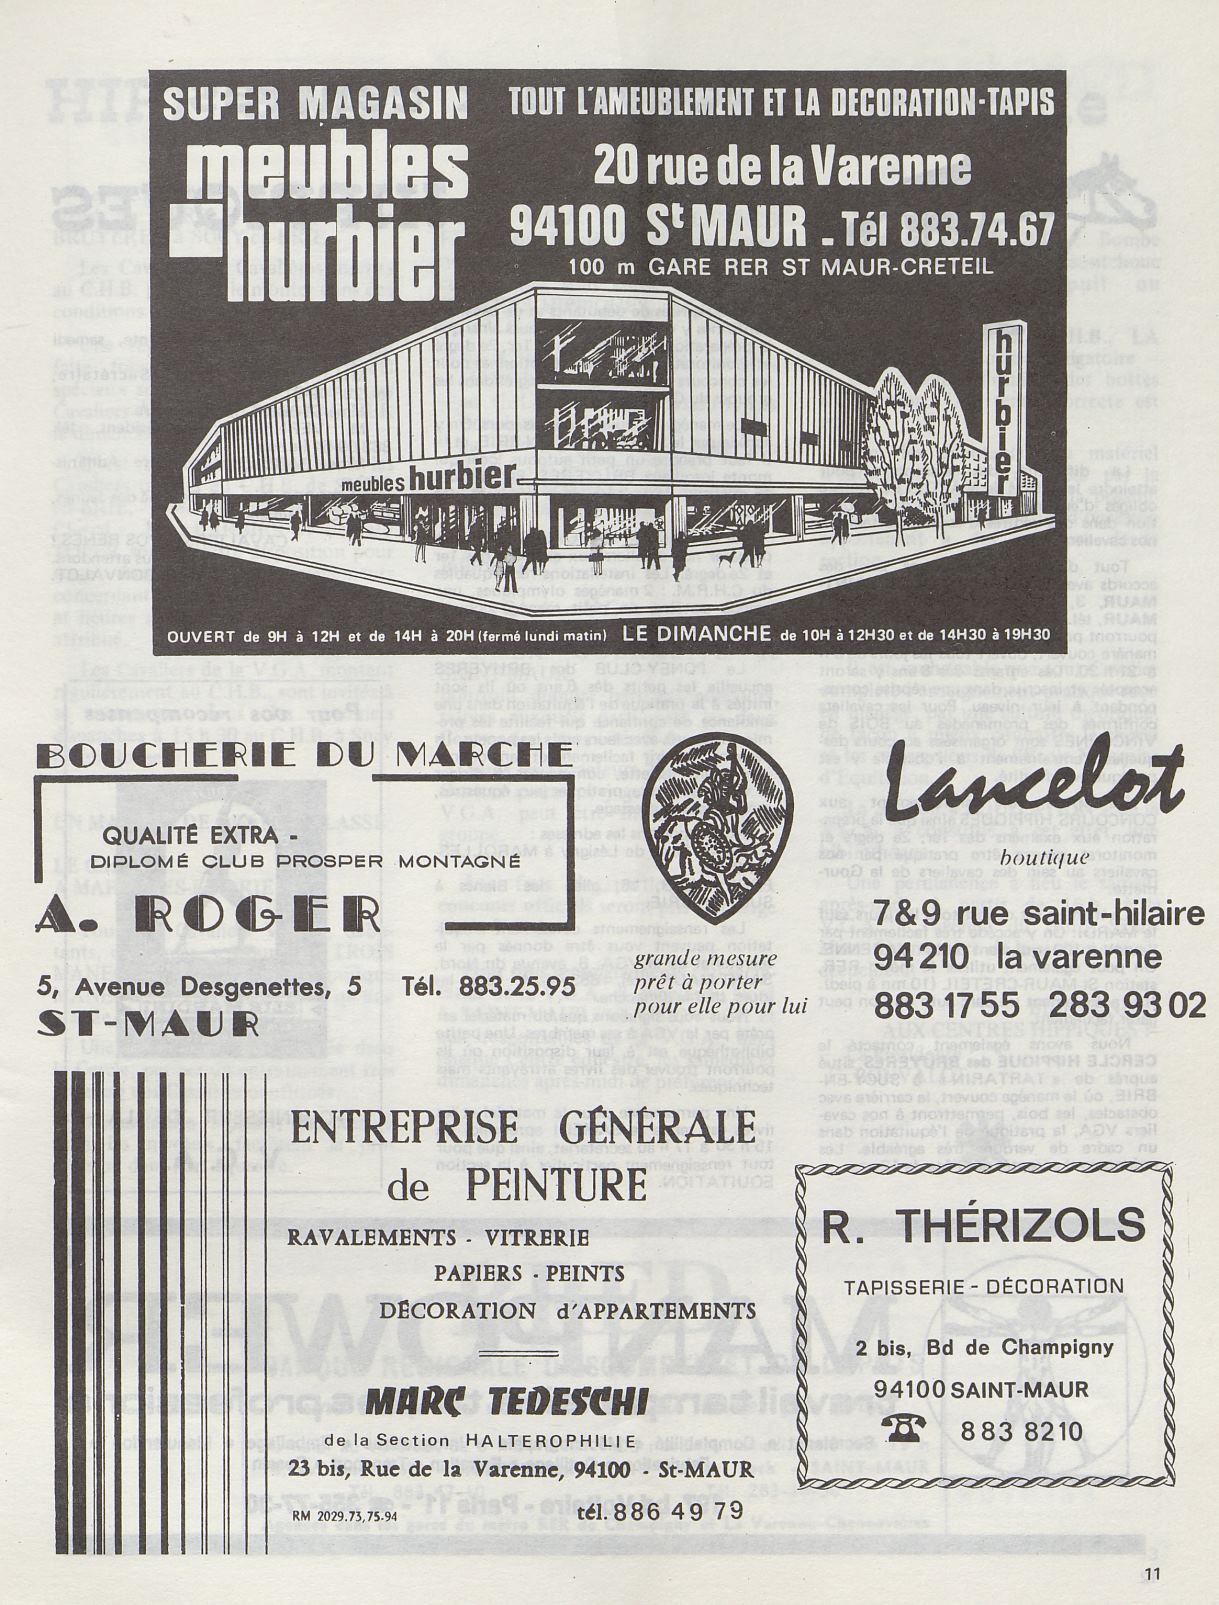 SUPER MAGASIN
meubles
hurbier
TOUT L'AMEUBLEMENT ET LA DECORATION-TAPIS
20 rue de la Varenne
94100 St MAUR - Tél 883.74.67
100 m GARE RER ST MAUR-CRETEIL
hurbier
meubles hurbier
OUVERT de 9H à 12H et de 14H à 20H (fermé lundi matin) LE DIMANCHE de 10H à 12H30 et de 14H30 à 19H30
BOUCHERIE DU MARCHE
QUALITÉ EXTRA -
DIPLOMÉ CLUB PROSPER MONTAGNÉ
A. ROGER
5, Avenue Desgenettes, 5 Tél. 883.25.95
ST-MAUR
grande mesure
prêt à porter
pour elle pour lui
Lancelot
boutique
7&9 rue saint-hilaire
94210 la varenne
883 17 55 283 93 02
ENTREPRISE GÉNÉRALE
de PEINTURE
RAVALEMENTS - VITRERIE
PAPIERS - PEINTS
DÉCORATION d'APPARTEMENTS
MARC TEDESCHI
de la Section HALTEROPHILIE
23 bis, Rue de la Varenne, 94100 - St-MAUR
RM 2029.73,75-94 tél. 886 49 79
R. THÉRIZOLS
TAPISSERIE - DÉCORATION
2 bis, Bd de Champigny
94100 SAINT-MAUR
883 8210
11